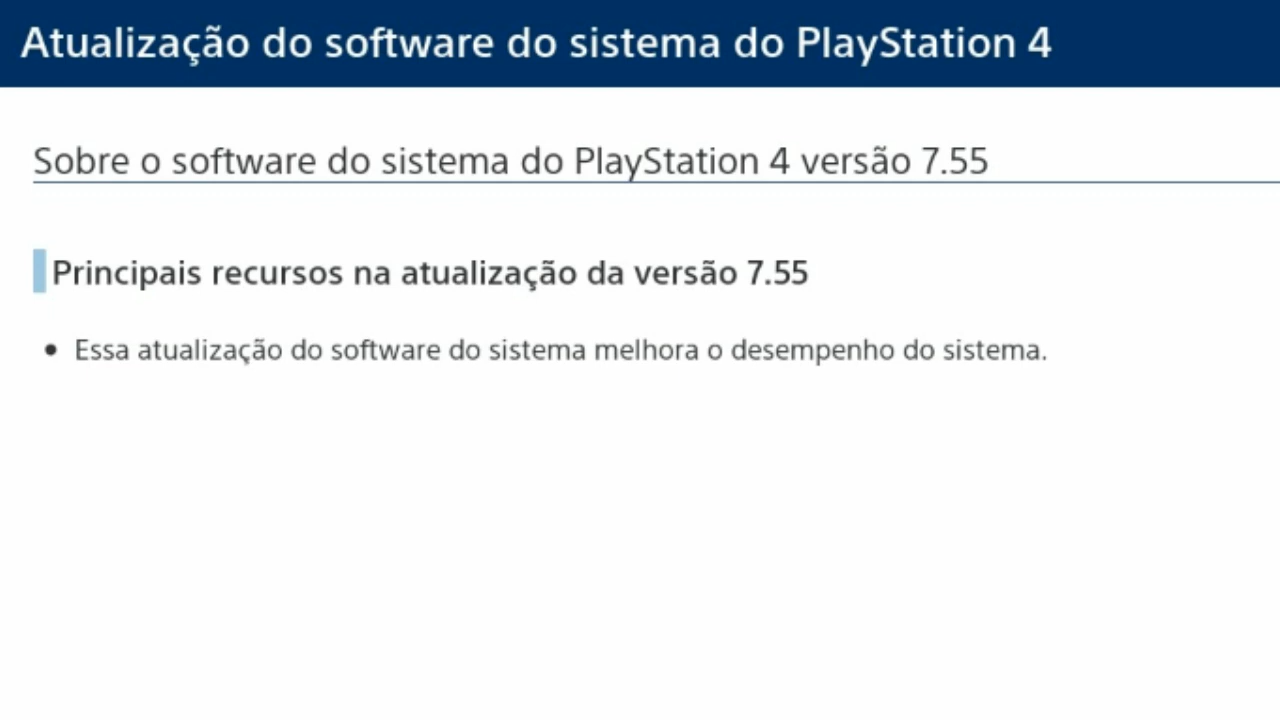 Atualização do software do sistema do PlayStation 4
Sobre o software do sistema do PlayStation 4 versão 7.55
Principais recursos na atualização da versão 7.55
• Essa atualização do software do sistema melhora o desempenho do sistema.